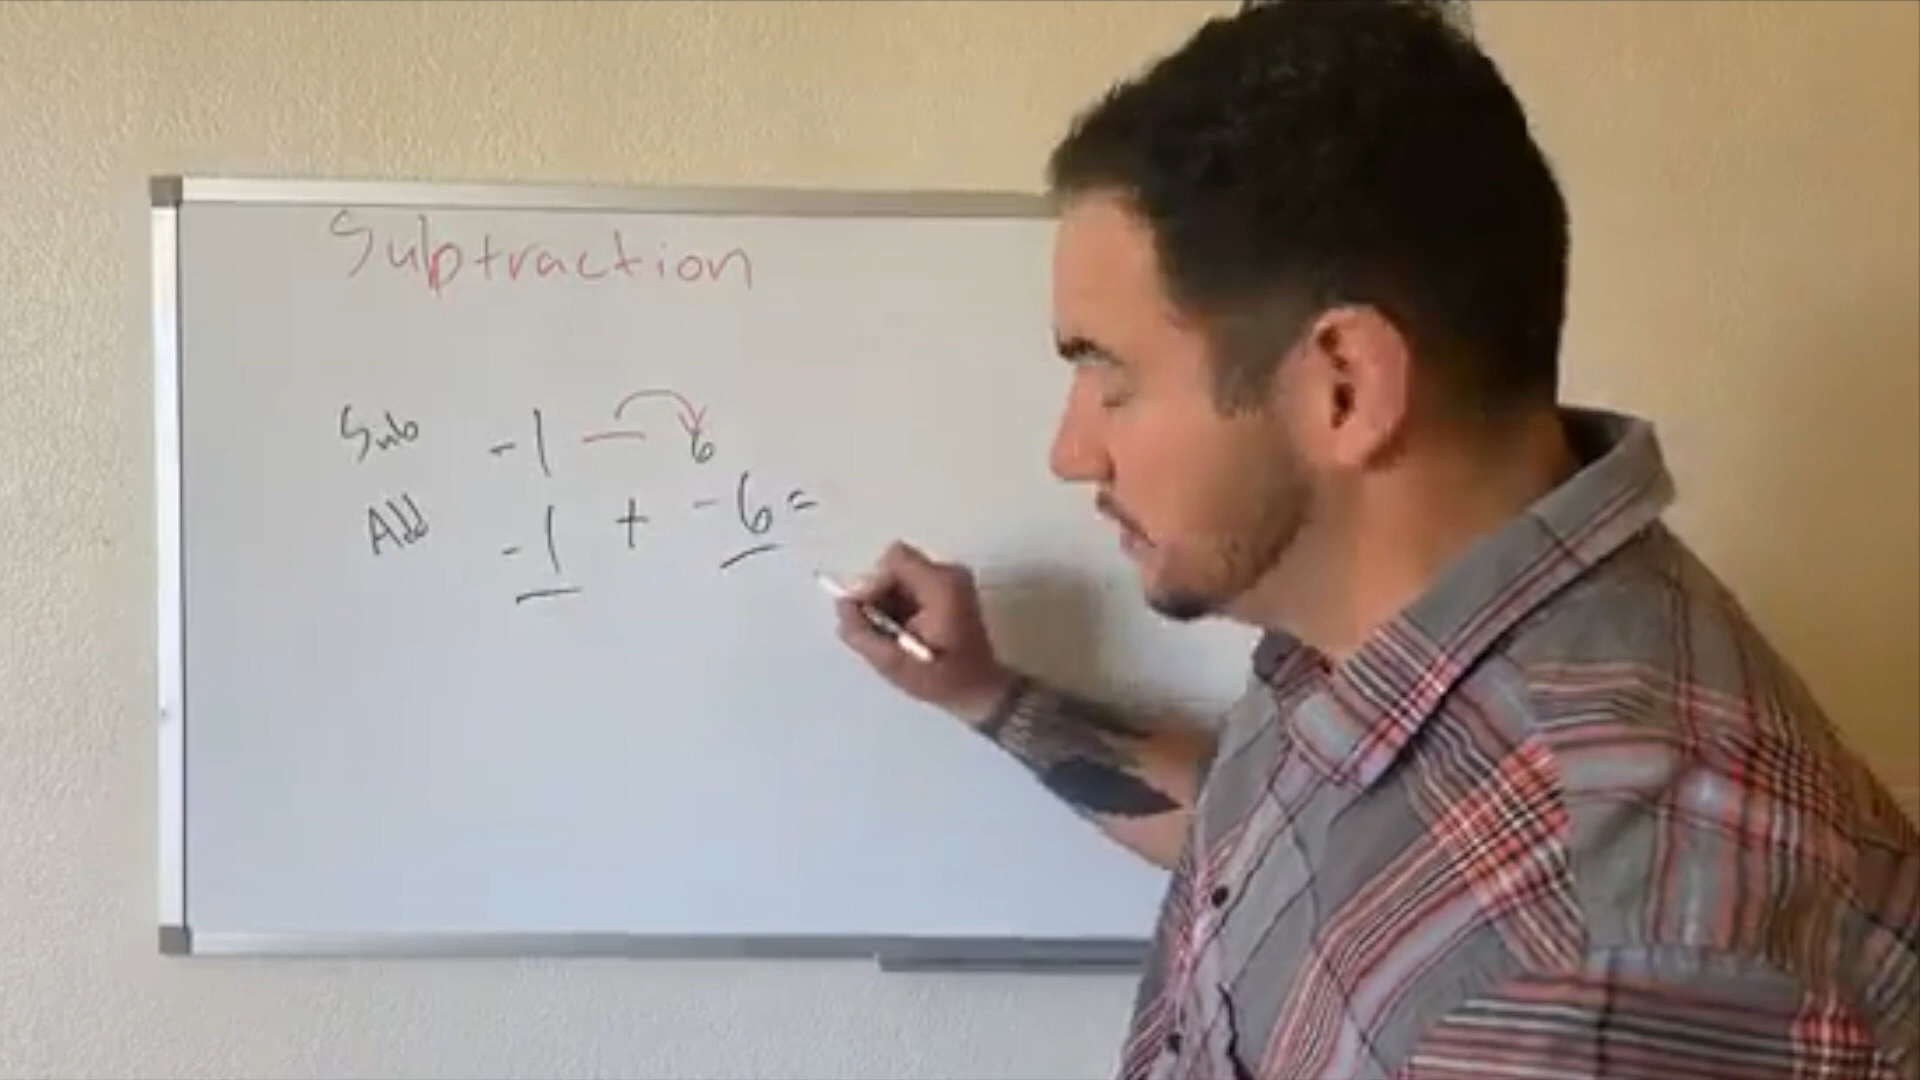 Subtraction
Sub -1 - 6
Add -1 + -6 =